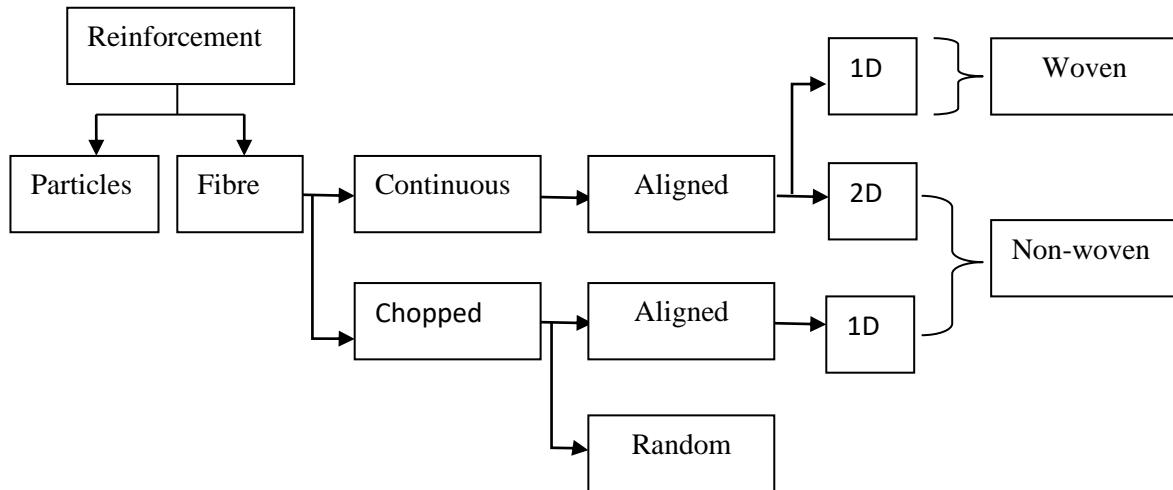 Reinforcement
1D
Woven
Particles
Fibre
Continuous
Aligned
2D
Non-woven
Chopped
Aligned
1D
Random